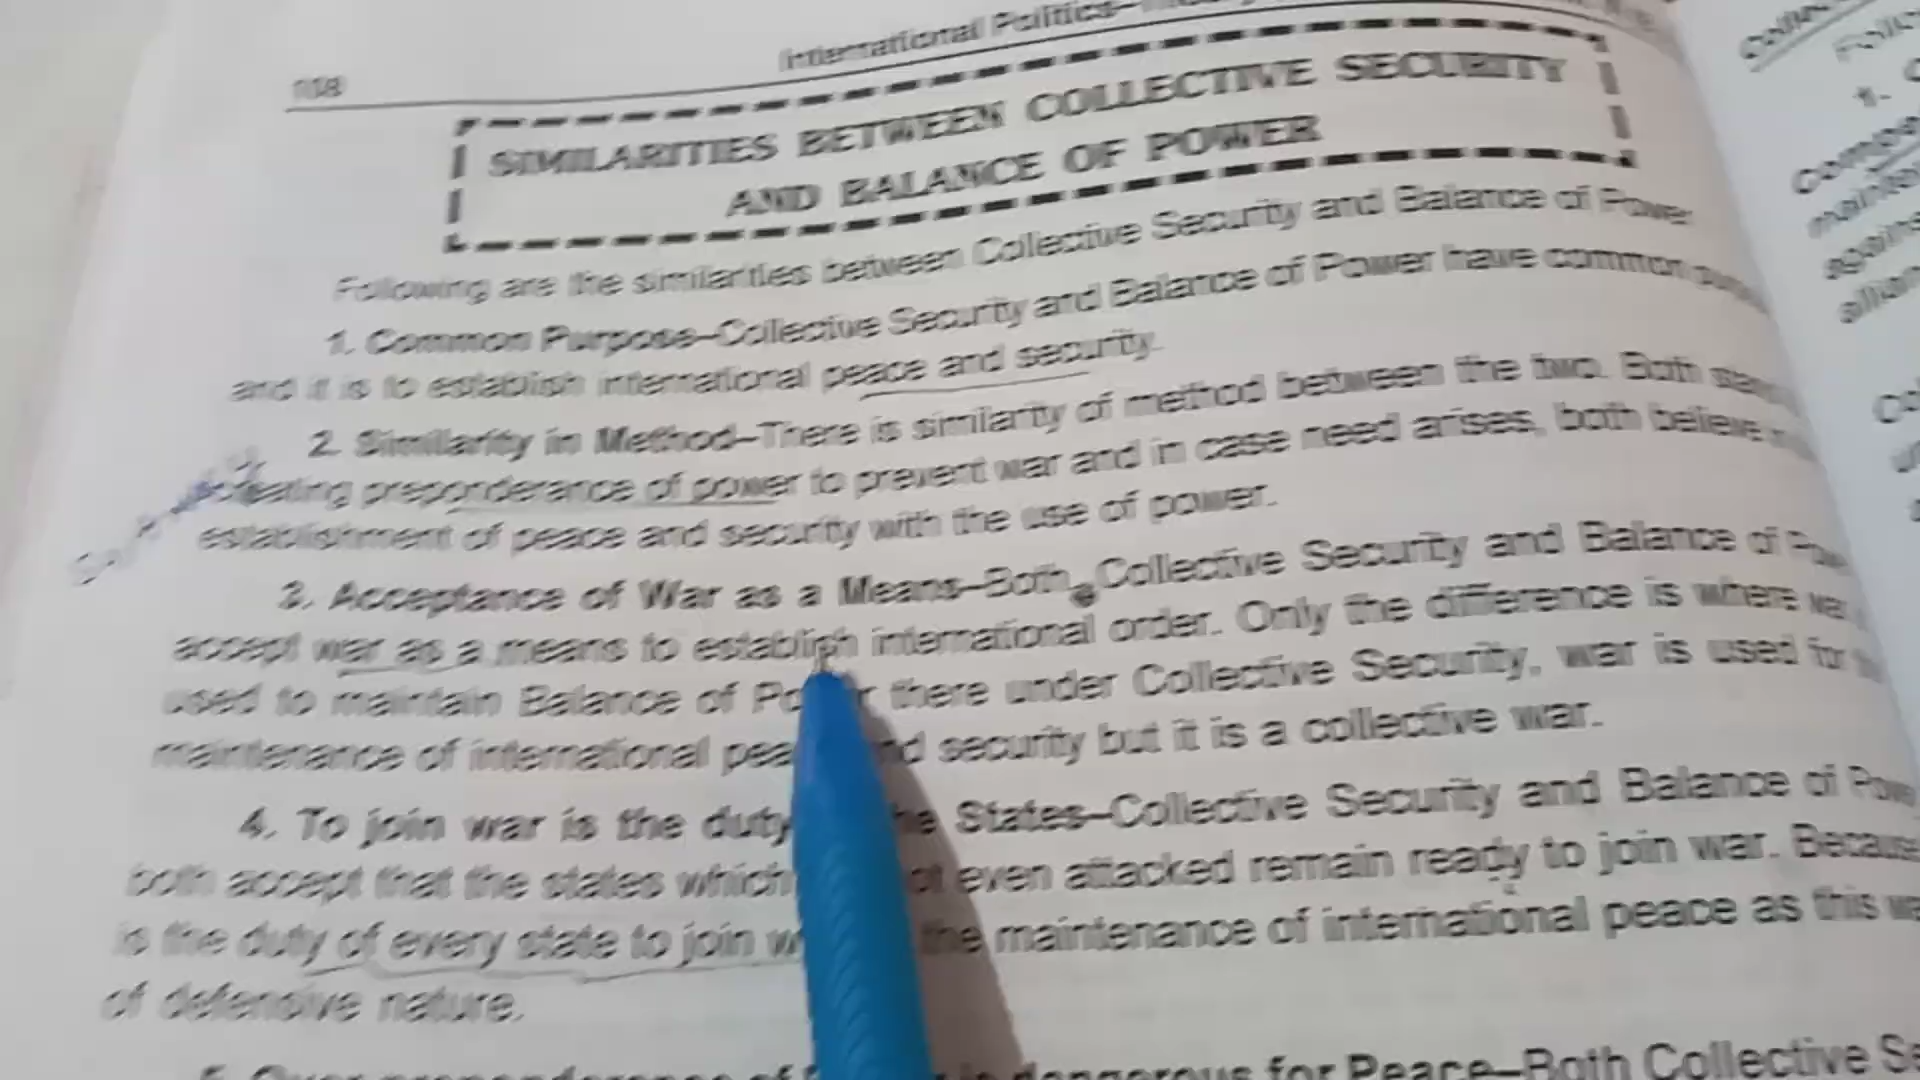 108
International Politics–
SIMILARITIES BETWEEN COLLECTIVE SECURITY
AND BALANCE OF POWER
Following are the similarities between Collective Security and Balance of Power
1. Common Purpose–Collective Security and Balance of Power have common
and it is to establish international peace and security.
2. Similarity in Method–There is similarity of method between the two. Both
preponderance of power to prevent war and in case need arises, both believe
establishment of peace and security with the use of power.
3. Acceptance of War as a Means–Both Collective Security and Balance of
accept war as a means to establish international order. Only the difference is where
used to maintain Balance of there under Collective Security, war is used for
maintenance of international security but it is a collective war.
4. To join war is the duty States–Collective Security and Balance of
both accept that the states which even attacked remain ready to join war. Because
is the duty of every state to join the maintenance of international peace as this
of defensive nature.
dangerous for Peace–Both Collective